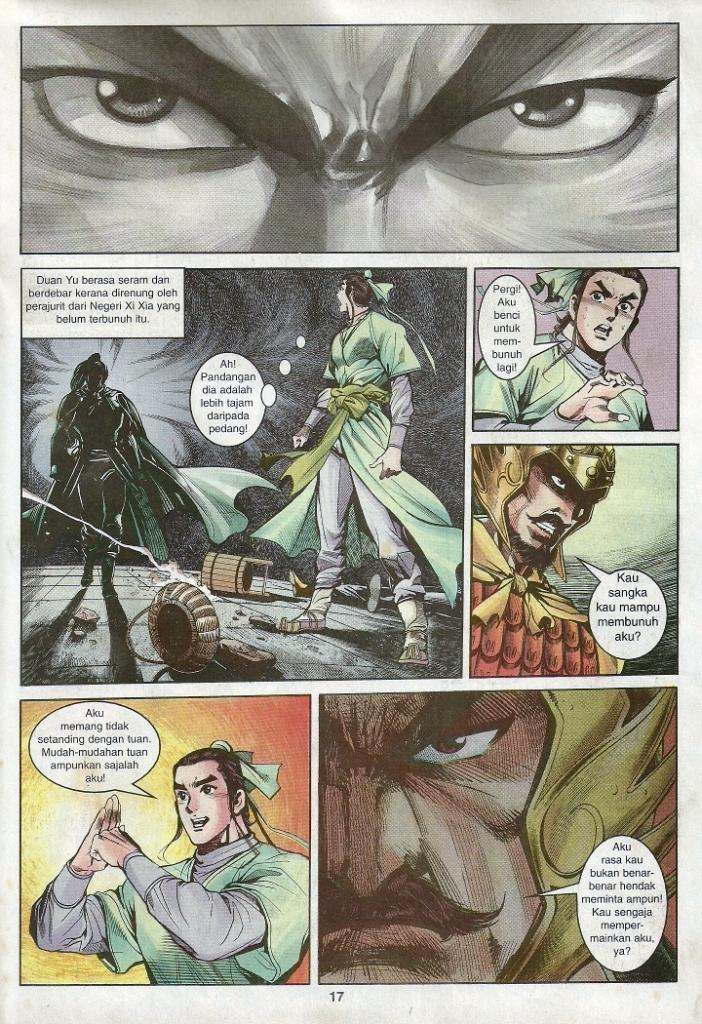 Duan Yu berasa seram dan
berdebar kerana direnung oleh
perajurit dari Negeri Xi Xia yang
belum terbunuh itu.
Ah!
Pandangan
dia adalah
lebih tajam
daripada
pedang!
Pergi!
Aku
benci
untuk
mem-
bunuh
lagi!
Kau
sangka
kau mampu
membunuh
aku?
Aku
memang tidak
setanding dengan tuan.
Mudah-mudahan tuan
ampunkan sajalah
aku!
Aku
rasa kau
bukan benar-
benar hendak
meminta ampun!
Kau sengaja
memper-
mainkan aku,
ya?
17